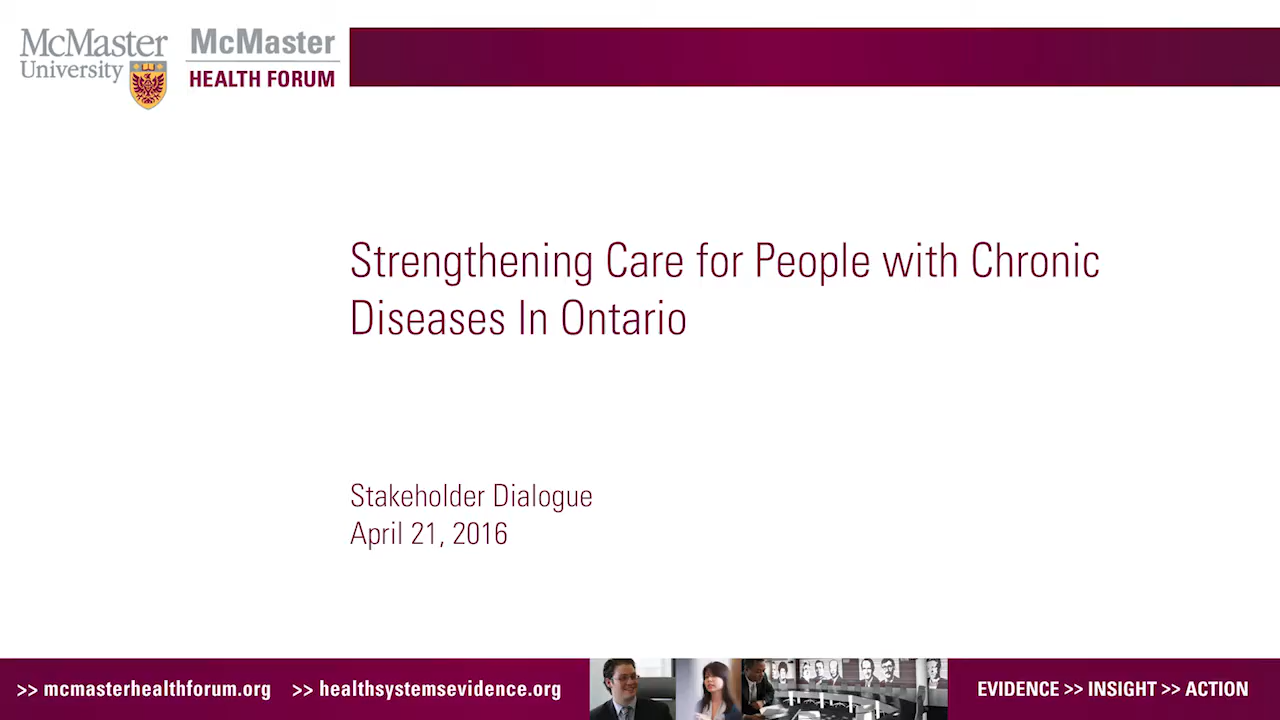 McMaster
University
McMaster
HEALTH FORUM
Strengthening Care for People with Chronic
Diseases In Ontario
Stakeholder Dialogue
April 21, 2016
>> mcmasterhealthforum.org >> healthsystemsevidence.org
EVIDENCE >> INSIGHT >> ACTION